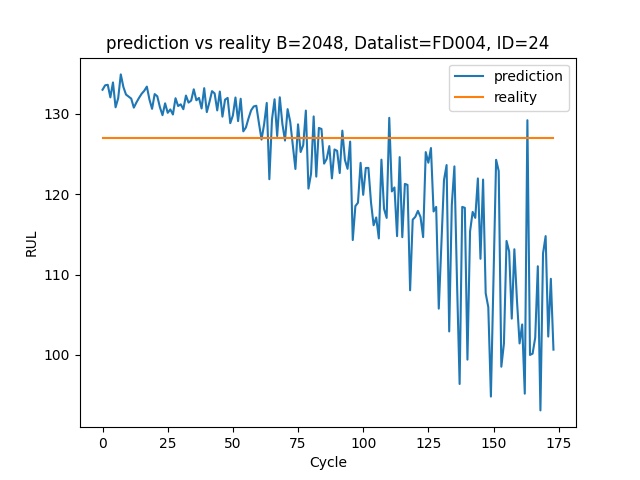 prediction vs reality B=2048, Datalist=FD004, ID=24
prediction
reality
RUL
130
120
110
100
0 25 50 75 100 125 150 175
Cycle